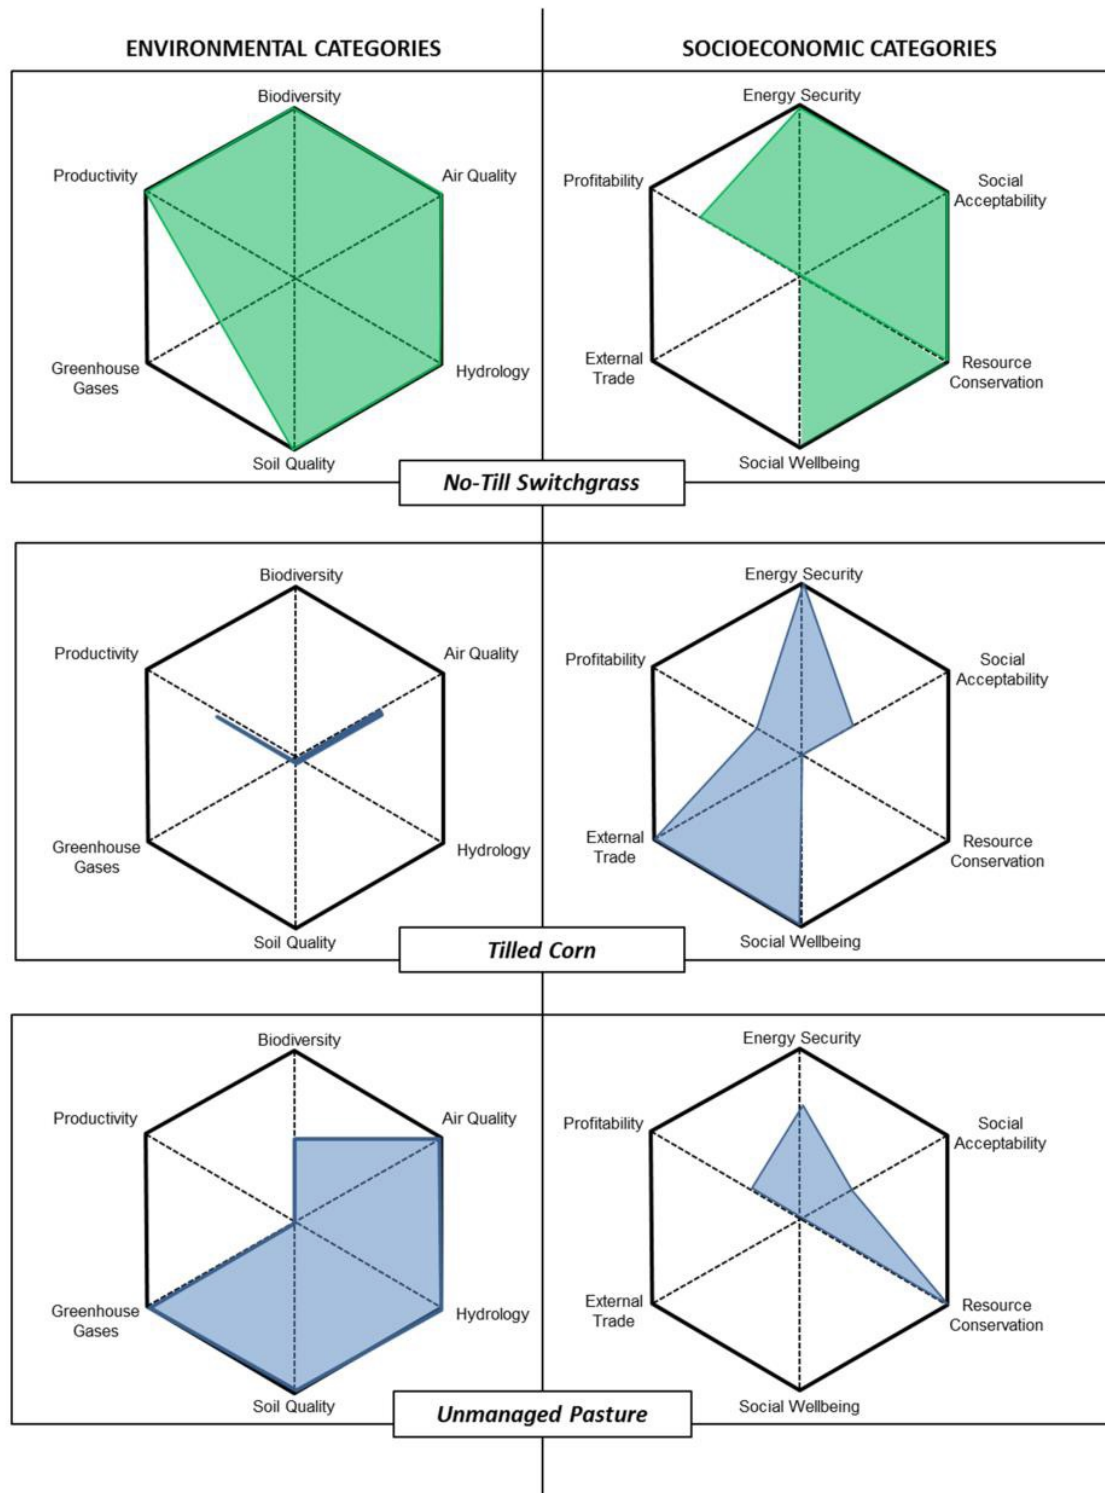 ENVIRONMENTAL CATEGORIES
SOCIOECONOMIC CATEGORIES
Biodiversity
Productivity
Air Quality
Greenhouse
Gases
Hydrology
Soil Quality
Energy Security
Profitability
Social
Acceptability
External
Trade
Resource
Conservation
Social Wellbeing
No-Till Switchgrass
Biodiversity
Productivity
Air Quality
Greenhouse
Gases
Hydrology
Soil Quality
Energy Security
Profitability
Social
Acceptability
External
Trade
Resource
Conservation
Social Wellbeing
Tilled Corn
Biodiversity
Productivity
Air Quality
Greenhouse
Gases
Hydrology
Soil Quality
Energy Security
Profitability
Social
Acceptability
External
Trade
Resource
Conservation
Social Wellbeing
Unmanaged Pasture